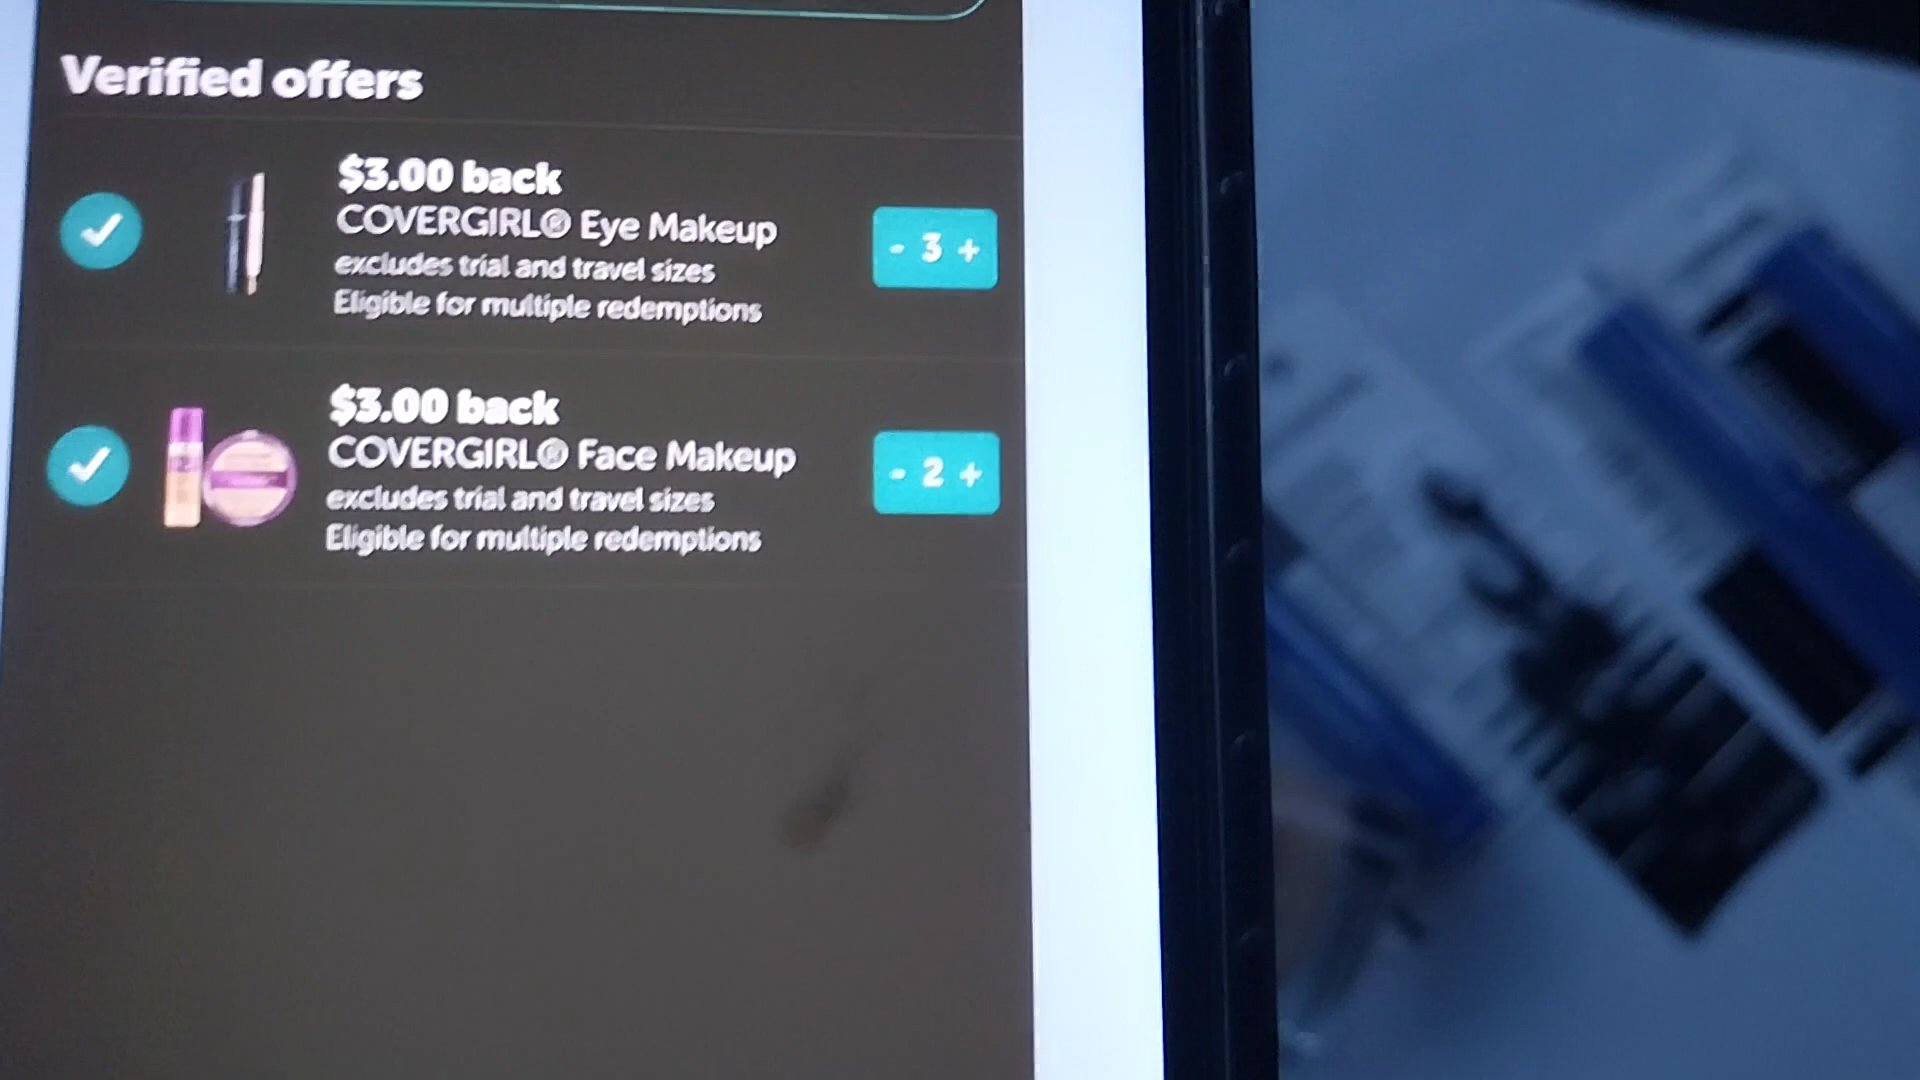 Verified offers
$3.00 back
COVERGIRL® Eye Makeup
excludes trial and travel sizes
Eligible for multiple redemptions
- 3 +
$3.00 back
COVERGIRL® Face Makeup
excludes trial and travel sizes
Eligible for multiple redemptions
- 2 +